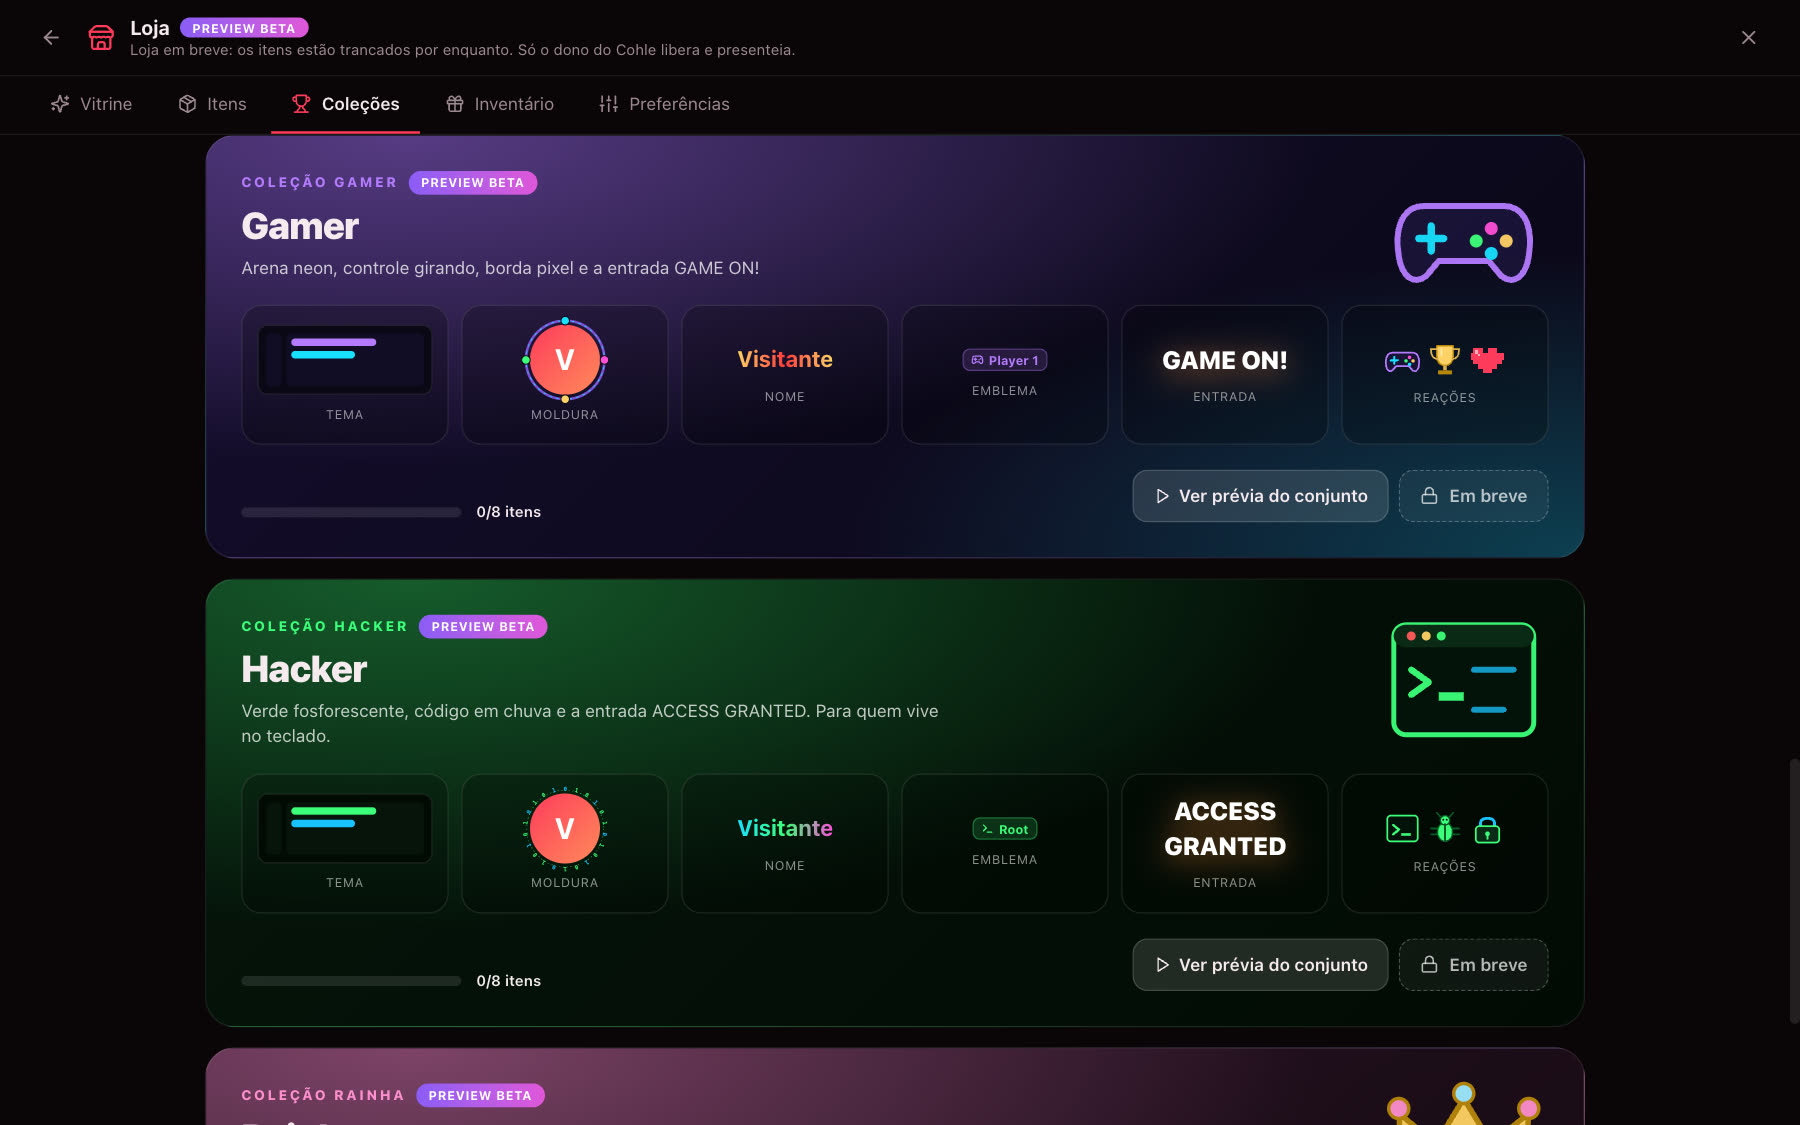 Loja PREVIEW BETA
Loja em breve: os itens estão trancados por enquanto. Só o dono do Cohle libera e presenteia.
Vitrine Itens Coleções Inventário Preferências
COLEÇÃO GAMER PREVIEW BETA
Gamer
Arena neon, controle girando, borda pixel e a entrada GAME ON!
V Visitante Player 1 GAME ON!
TEMA MOLDURA NOME EMBLEMA ENTRADA REAÇÕES
0/8 itens
Ver prévia do conjunto Em breve
COLEÇÃO HACKER PREVIEW BETA
Hacker
Verde fosforescente, código em chuva e a entrada ACCESS GRANTED. Para quem vive
no teclado.
V Visitante Root ACCESS
GRANTED
TEMA MOLDURA NOME EMBLEMA ENTRADA REAÇÕES
0/8 itens
Ver prévia do conjunto Em breve
COLEÇÃO RAINHA PREVIEW BETA